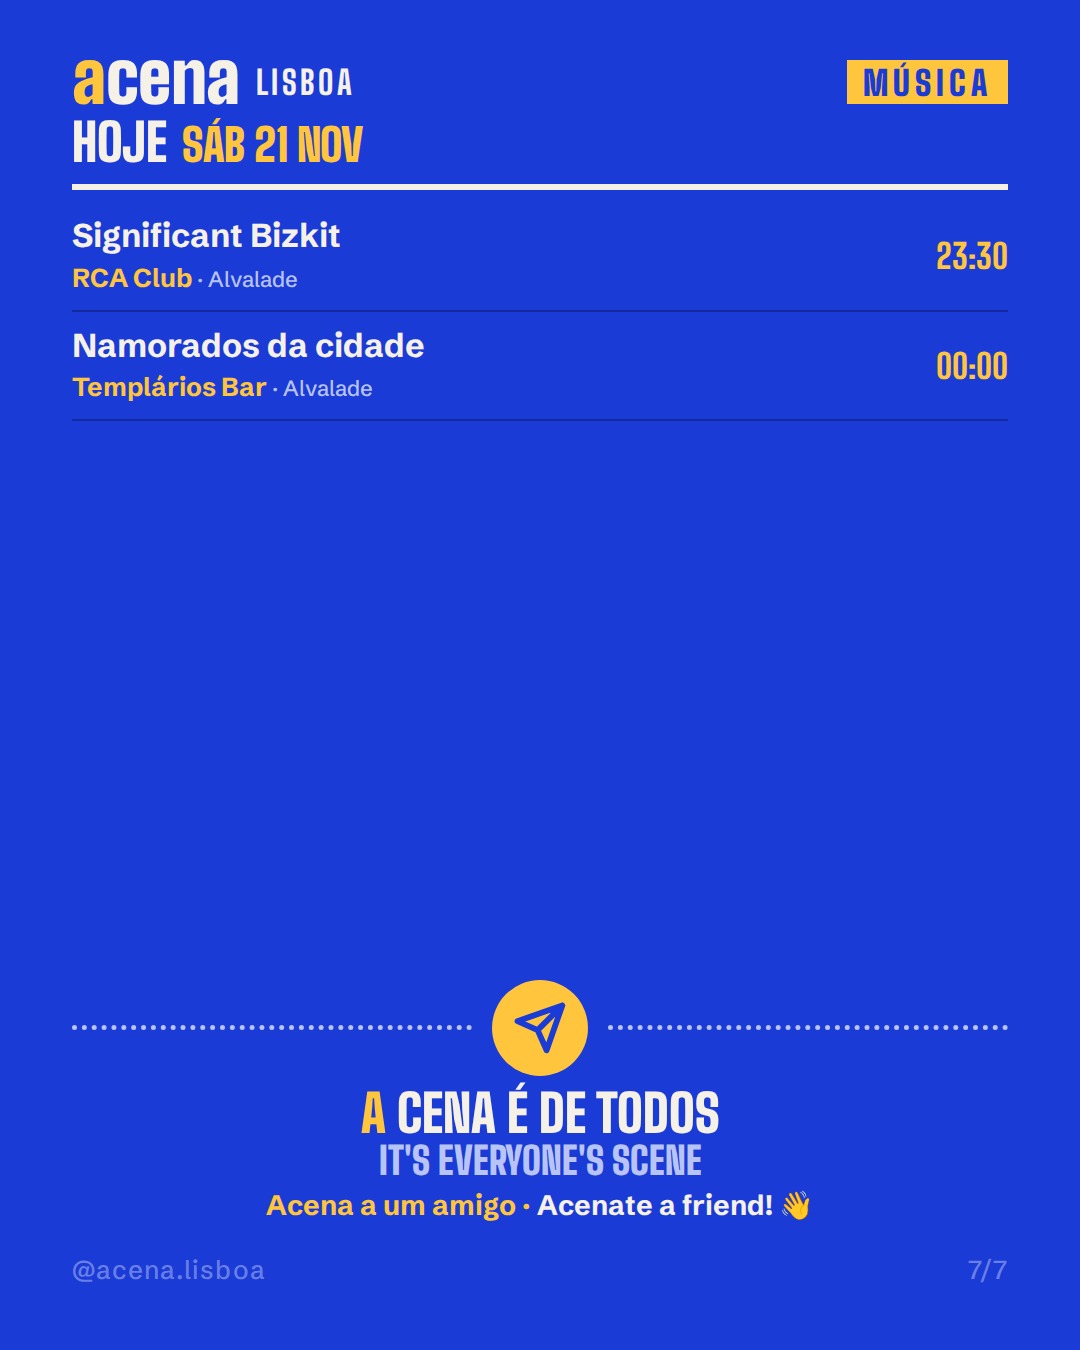 acena LISBOA
MÚSICA
HOJE SÁB 21 NOV
Significant Bizkit
RCA Club · Alvalade
23:30
Namorados da cidade
Templários Bar · Alvalade
00:00
A CENA É DE TODOS
IT'S EVERYONE'S SCENE
Acena a um amigo · Acenate a friend! 👋
@acena.lisboa
7/7